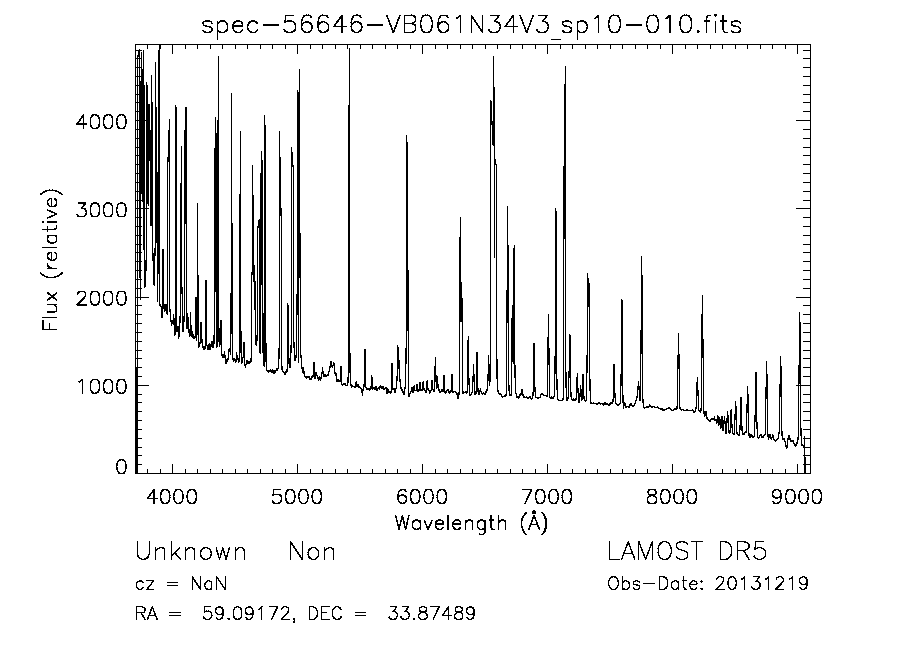 spec-56646-VB061N34V3_sp10-010.fits
Flux (relative)
4000
3000
2000
1000
0
4000 5000 6000 7000 8000 9000
Wavelength (Å)
Unknown Non LAMOST DR5
cz = NaN Obs-Date: 20131219
RA = 59.09172, DEC = 33.87489